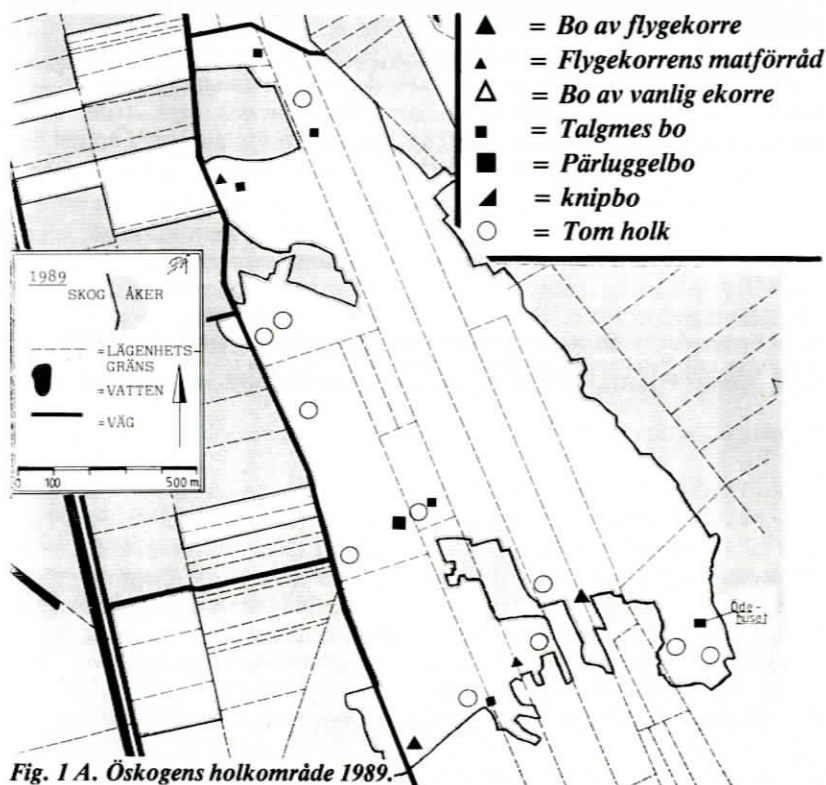 = Bo av flygekorre
= Flygekorrens matförråd
= Bo av vanlig ekorre
= Talgmes bo
= Pärluggelbo
= knipbo
= Tom holk
1989
SKOG ÅKER
=LÄGENHETS-
GRÄNS
=VATTEN
=VÄG
0 100 500 m
Öde-
huset
Fig. 1 A. Öskogens holkområde 1989.